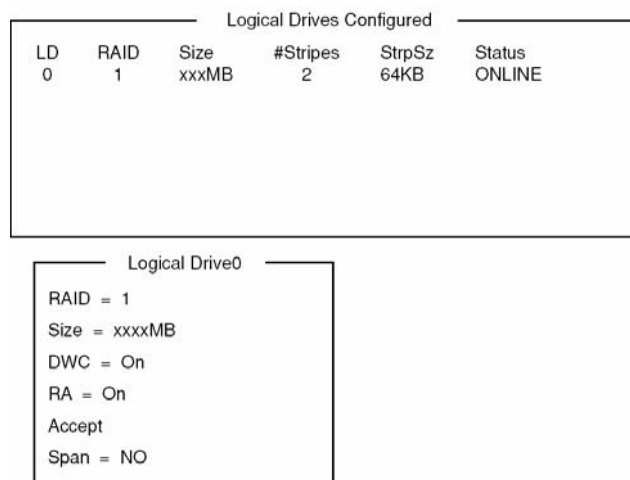 Logical Drives Configured
LD RAID Size #Stripes StrpSz Status
0 1 xxxMB 2 64KB ONLINE
Logical Drive0
RAID = 1
Size = xxxxMB
DWC = On
RA = On
Accept
Span = NO